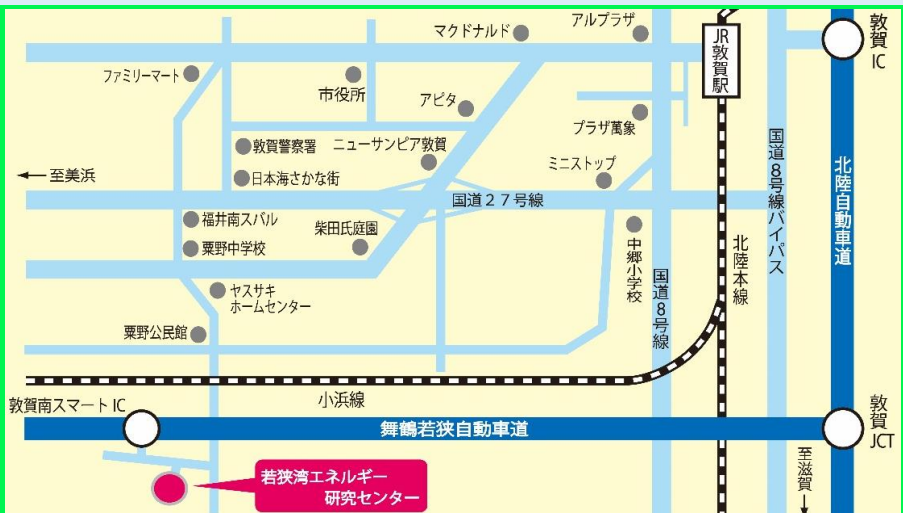 マクドナルド
アルプラザ
JR敦賀駅
敦賀
IC
ファミリーマート
市役所
アピタ
プラザ萬象
敦賀警察署
ニューサンピア敦賀
ミニストップ
国道8号線バイパス
北陸自動車道
至美浜
日本海さかな街
国道27号線
福井南スバル
柴田氏庭園
中郷小学校
粟野中学校
国道8号線
北陸本線
ヤスサキ
ホームセンター
粟野公民館
小浜線
敦賀南スマートIC
舞鶴若狭自動車道
敦賀
JCT
至滋賀
若狭湾エネルギー
研究センター